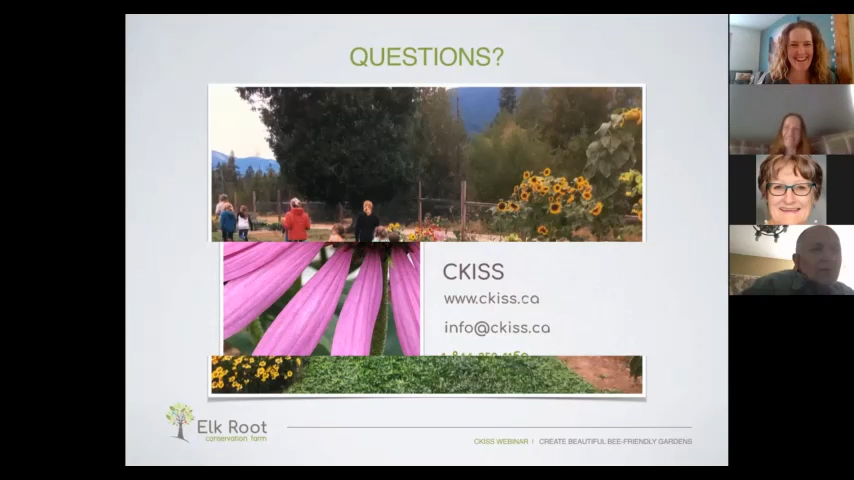 QUESTIONS?
CKISS
www.ckiss.ca
info@ckiss.ca
Elk Root
conservation farm
CKISS WEBINAR | CREATE BEAUTIFUL BEE-FRIENDLY GARDENS